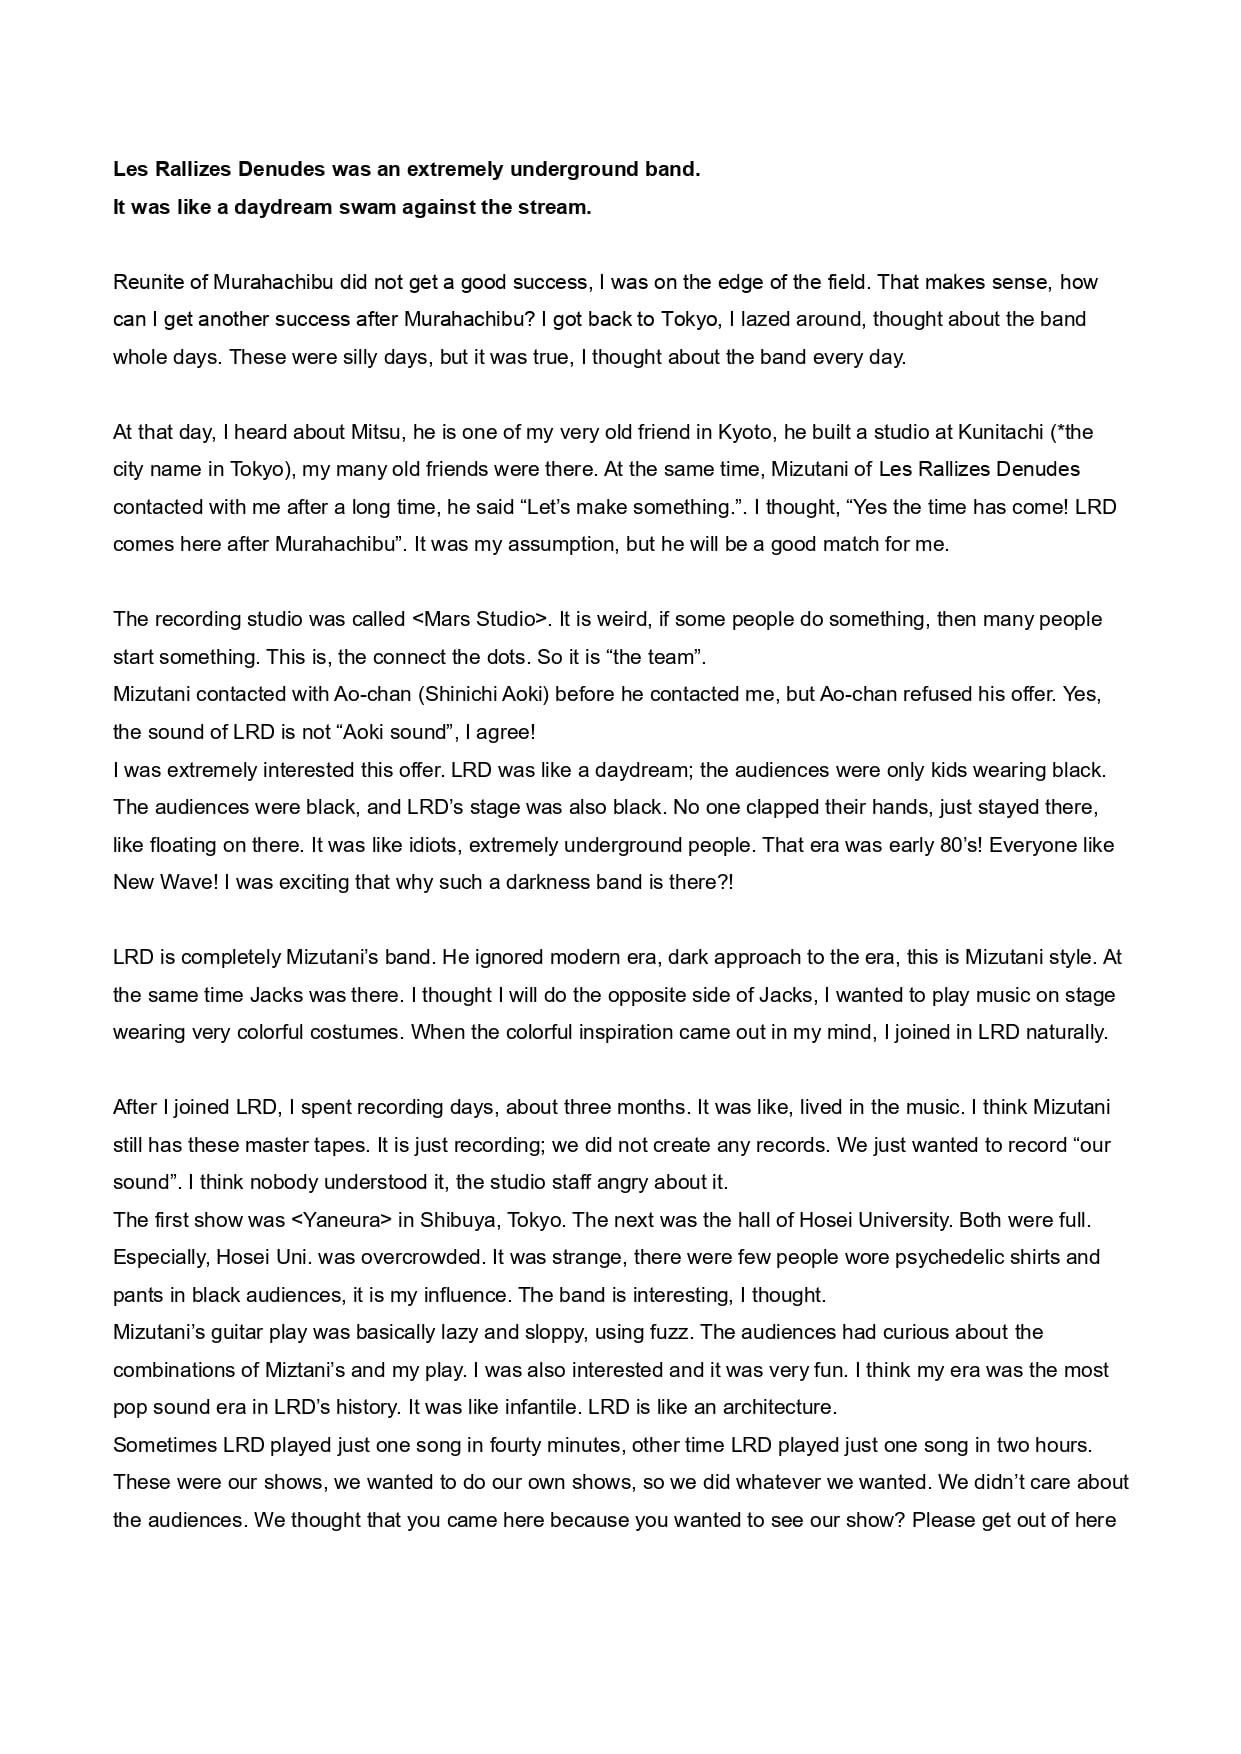 Les Rallizes Denudes was an extremely underground band.
It was like a daydream swam against the stream.
Reunite of Murahachibu did not get a good success, I was on the edge of the field. That makes sense, how
can I get another success after Murahachibu? I got back to Tokyo, I lazed around, thought about the band
whole days. These were silly days, but it was true, I thought about the band every day.
At that day, I heard about Mitsu, he is one of my very old friend in Kyoto, he built a studio at Kunitachi (*the
city name in Tokyo), my many old friends were there. At the same time, Mizutani of Les Rallizes Denudes
contacted with me after a long time, he said “Let’s make something.”. I thought, “Yes the time has come! LRD
comes here after Murahachibu”. It was my assumption, but he will be a good match for me.
The recording studio was called <Mars Studio>. It is weird, if some people do something, then many people
start something. This is, the connect the dots. So it is “the team”.
Mizutani contacted with Ao-chan (Shinichi Aoki) before he contacted me, but Ao-chan refused his offer. Yes,
the sound of LRD is not “Aoki sound”, I agree!
I was extremely interested this offer. LRD was like a daydream; the audiences were only kids wearing black.
The audiences were black, and LRD’s stage was also black. No one clapped their hands, just stayed there,
like floating on there. It was like idiots, extremely underground people. That era was early 80’s! Everyone like
New Wave! I was exciting that why such a darkness band is there?!
LRD is completely Mizutani’s band. He ignored modern era, dark approach to the era, this is Mizutani style. At
the same time Jacks was there. I thought I will do the opposite side of Jacks, I wanted to play music on stage
wearing very colorful costumes. When the colorful inspiration came out in my mind, I joined in LRD naturally.
After I joined LRD, I spent recording days, about three months. It was like, lived in the music. I think Mizutani
still has these master tapes. It is just recording; we did not create any records. We just wanted to record “our
sound”. I think nobody understood it, the studio staff angry about it.
The first show was <Yaneura> in Shibuya, Tokyo. The next was the hall of Hosei University. Both were full.
Especially, Hosei Uni. was overcrowded. It was strange, there were few people wore psychedelic shirts and
pants in black audiences, it is my influence. The band is interesting, I thought.
Mizutani’s guitar play was basically lazy and sloppy, using fuzz. The audiences had curious about the
combinations of Miztani’s and my play. I was also interested and it was very fun. I think my era was the most
pop sound era in LRD’s history. It was like infantile. LRD is like an architecture.
Sometimes LRD played just one song in fourty minutes, other time LRD played just one song in two hours.
These were our shows, we wanted to do our own shows, so we did whatever we wanted. We didn’t care about
the audiences. We thought that you came here because you wanted to see our show? Please get out of here